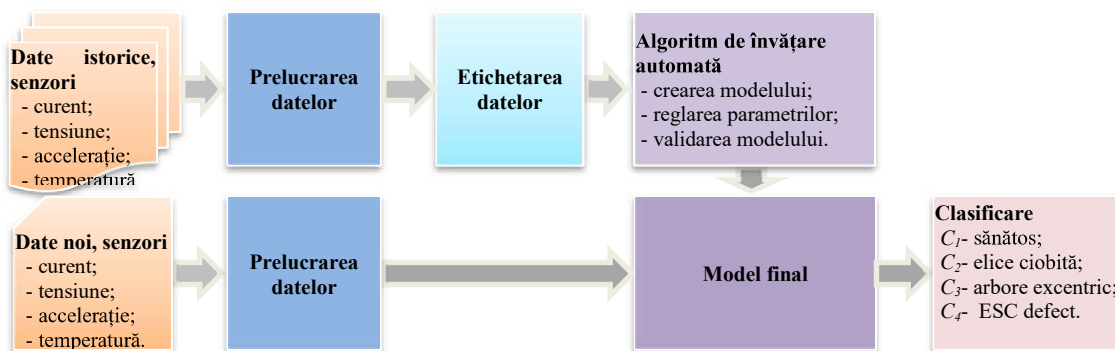 Date istorice,
senzori
- curent;
- tensiune;
- accelerație;
- temperatură
Prelucrarea
datelor
Etichetarea
datelor
Algoritm de învățare
automată
- crearea modelului;
- reglarea parametrilor;
- validarea modelului.
Date noi, senzori
- curent;
- tensiune;
- accelerație;
- temperatură.
Prelucrarea
datelor
Model final
Clasificare
C1- sănătos;
C2- elice ciobită;
C3- arbore excentric;
C4- ESC defect.